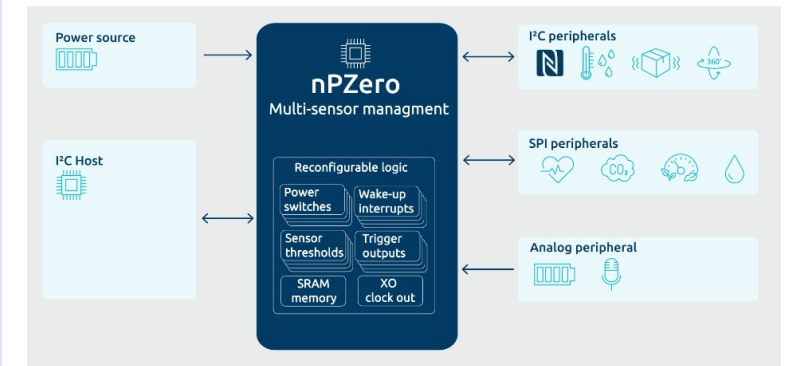 Power source
I²C Host
nPZero
Multi-sensor managment
Reconfigurable logic
Power
switches
Wake-up
interrupts
Sensor
thresholds
Trigger
outputs
SRAM
memory
XO
clock out
I²C peripherals
N
360°
SPI peripherals
CO₂
Analog peripheral